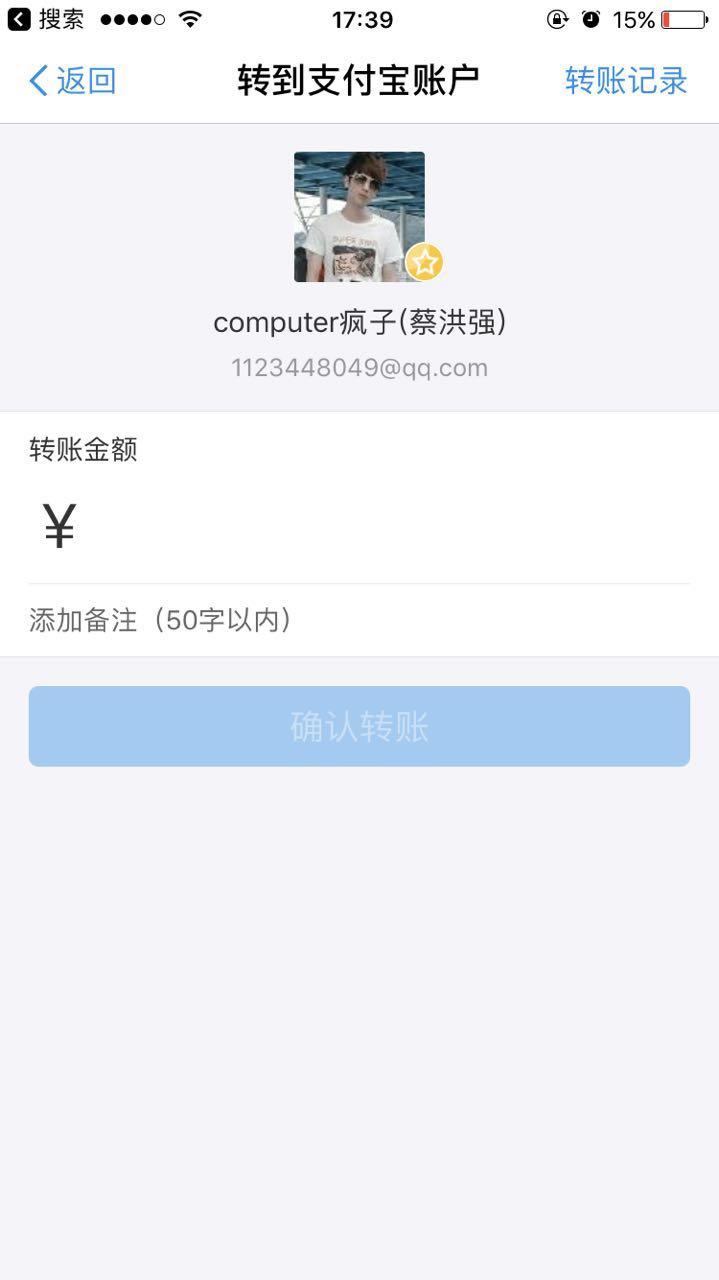 搜索 17:39 15%
返回 转到支付宝账户 转账记录
computer疯子(蔡洪强)
1123448049@qq.com
转账金额
¥
添加备注（50字以内）
确认转账